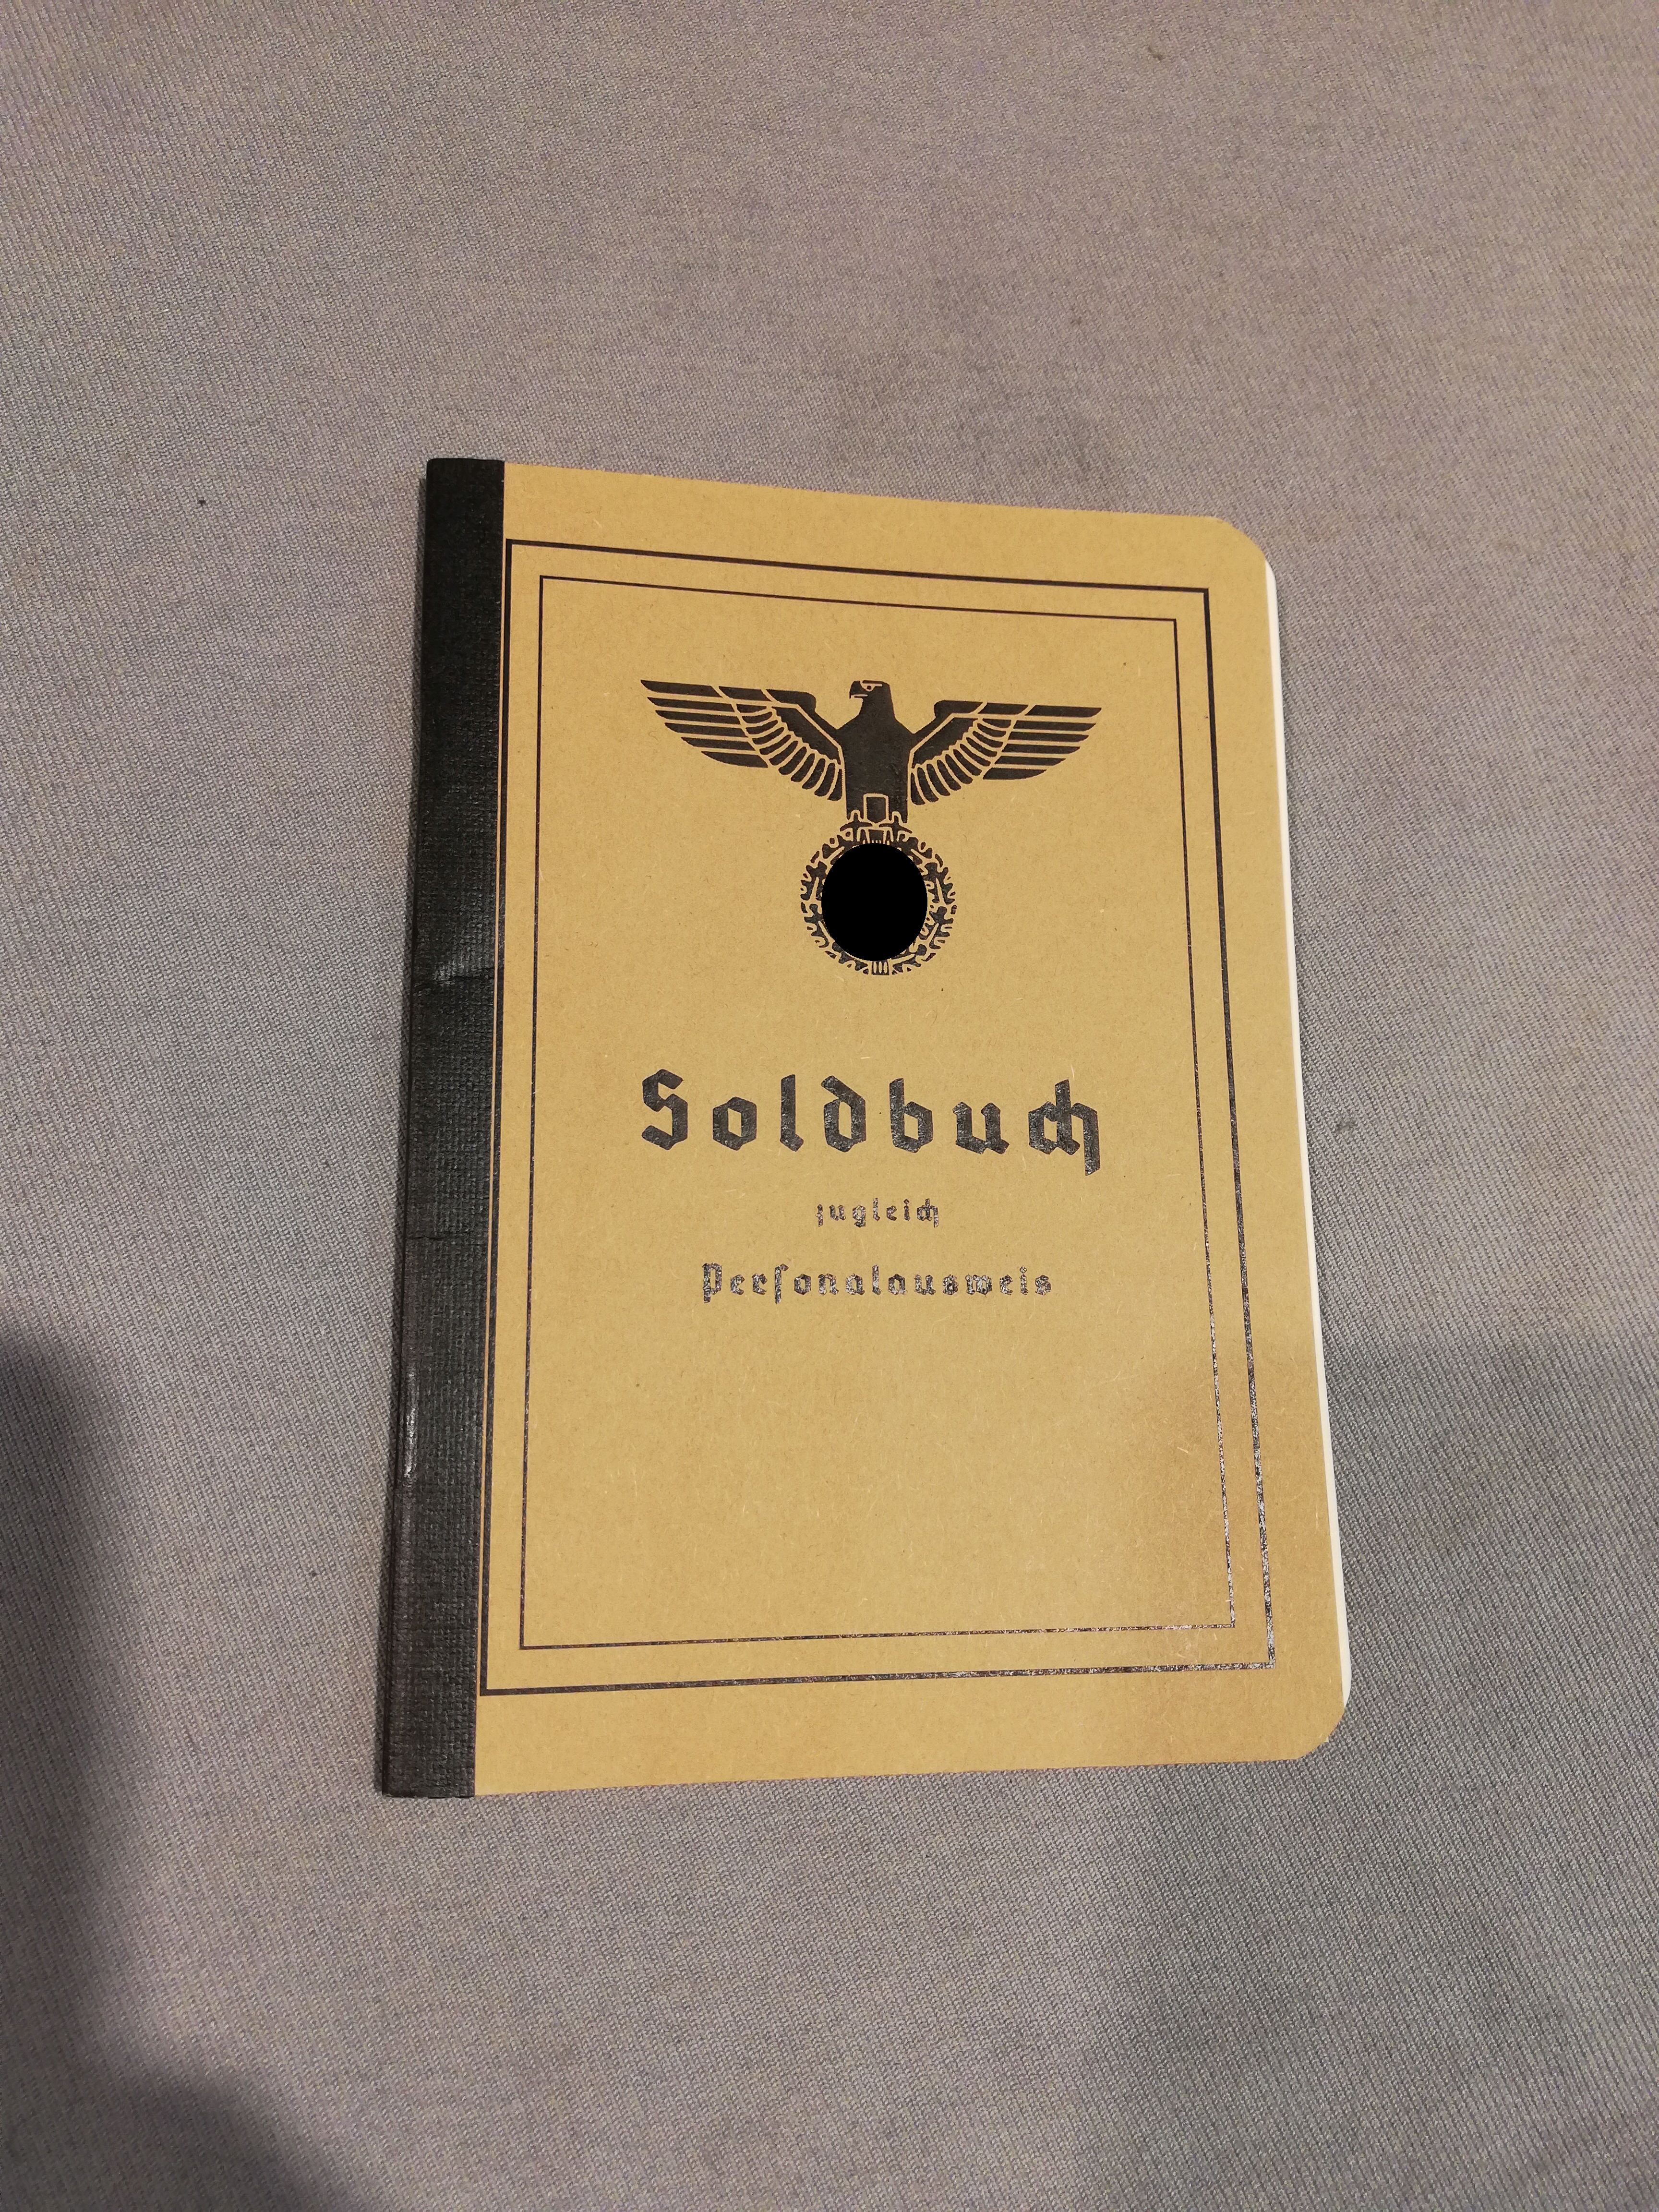 Soldbuch
zugleich
Perſonalausweis